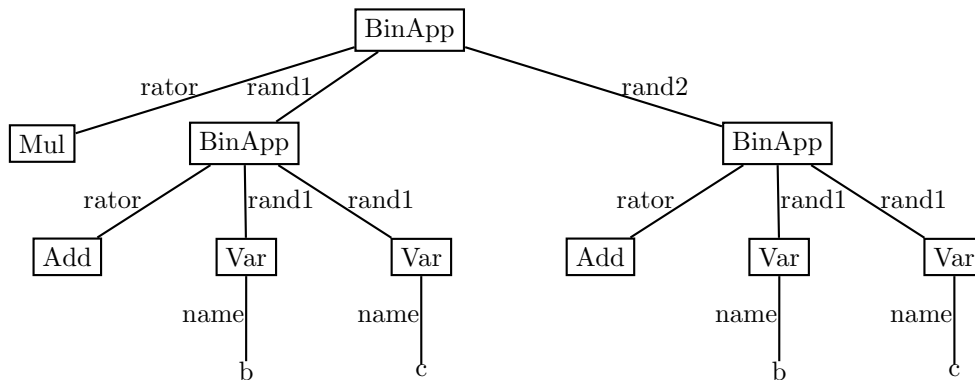 BinApp
rator rand1 rand2
Mul BinApp BinApp
rator rand1 rand1 rator rand1 rand1
Add Var Var Add Var Var
name name name name
b c b c